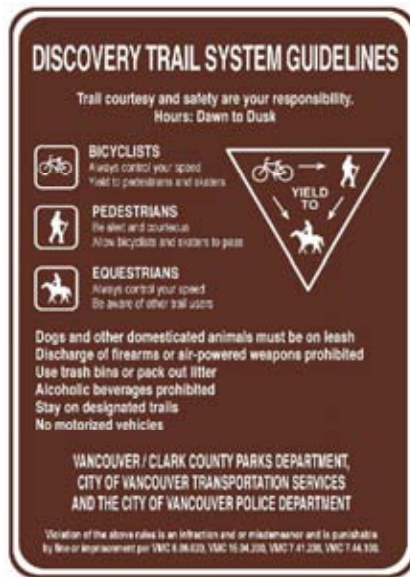 DISCOVERY TRAIL SYSTEM GUIDELINES
Trail courtesy and safety are your responsibility.
Hours: Dawn to Dusk
BICYCLISTS
Always control your speed
Yield to pedestrians and skaters
PEDESTRIANS
Be alert and courteous
Allow bicyclists and skaters to pass
EQUESTRIANS
Always control your speed
Be aware of other trail users
YIELD
TO
Dogs and other domesticated animals must be on leash
Discharge of firearms or air-powered weapons prohibited
Use trash bins or pack out litter
Alcoholic beverages prohibited
Stay on designated trails
No motorized vehicles
VANCOUVER / CLARK COUNTY PARKS DEPARTMENT,
CITY OF VANCOUVER TRANSPORTATION SERVICES
AND THE CITY OF VANCOUVER POLICE DEPARTMENT
Violation of the above rules is an infraction and or misdemeanor and is punishable
by fine or imprisonment per VMC